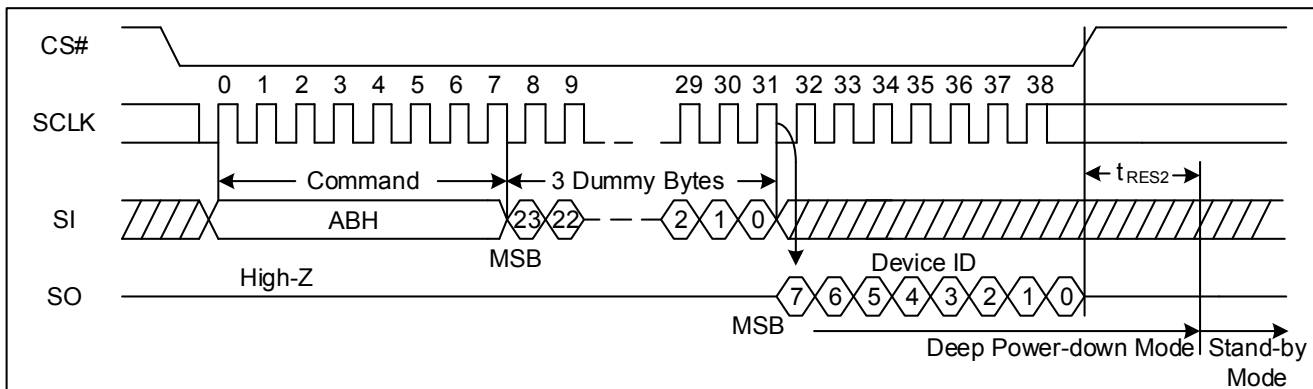 CS#
0 1 2 3 4 5 6 7 8 9 29 30 31 32 33 34 35 36 37 38
SCLK
Command 3 Dummy Bytes tRES2
SI ABH 23 22 2 1 0
MSB
High-Z Device ID
SO 7 6 5 4 3 2 1 0
MSB
Deep Power-down Mode Stand-by
Mode